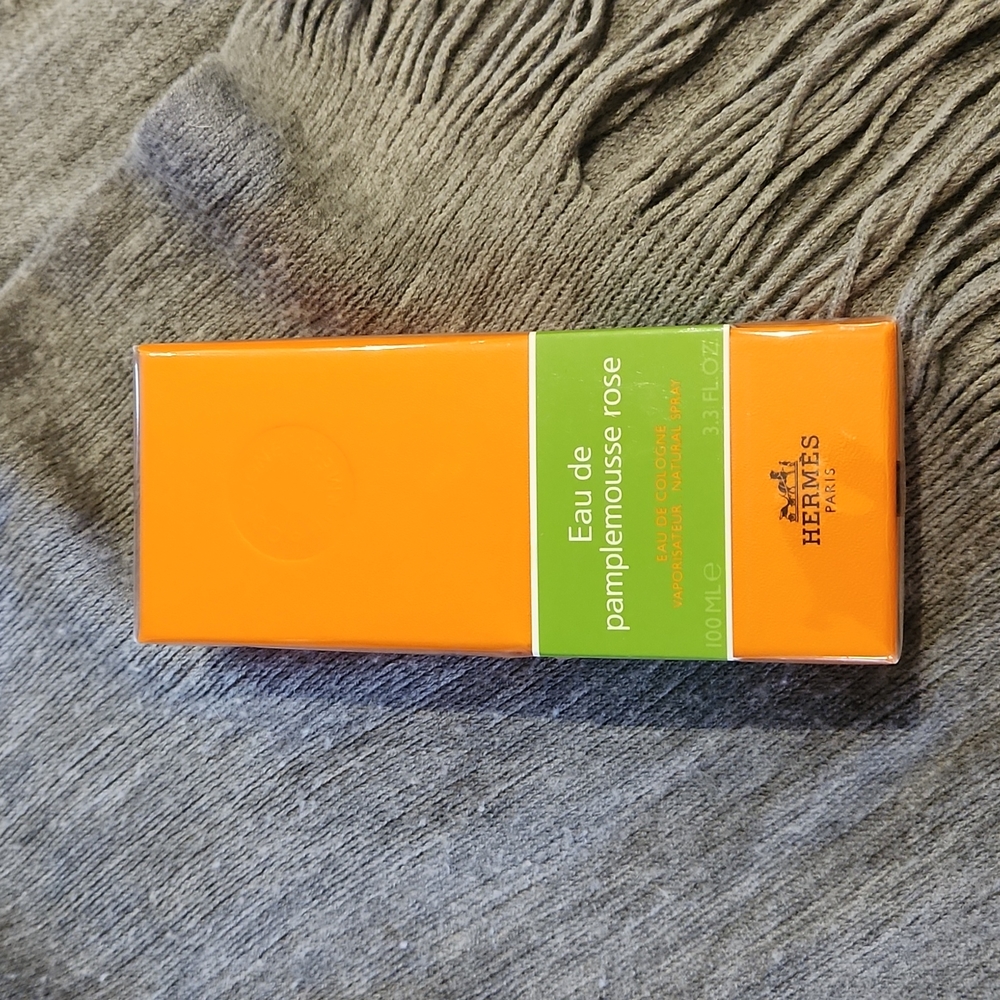 Eau de
pamplemousse rose
EAU DE COLOGNE
VAPORISATEUR NATURAL SPRAY
100 ML e 3.3 FL.OZ
HERMÈS
PARIS